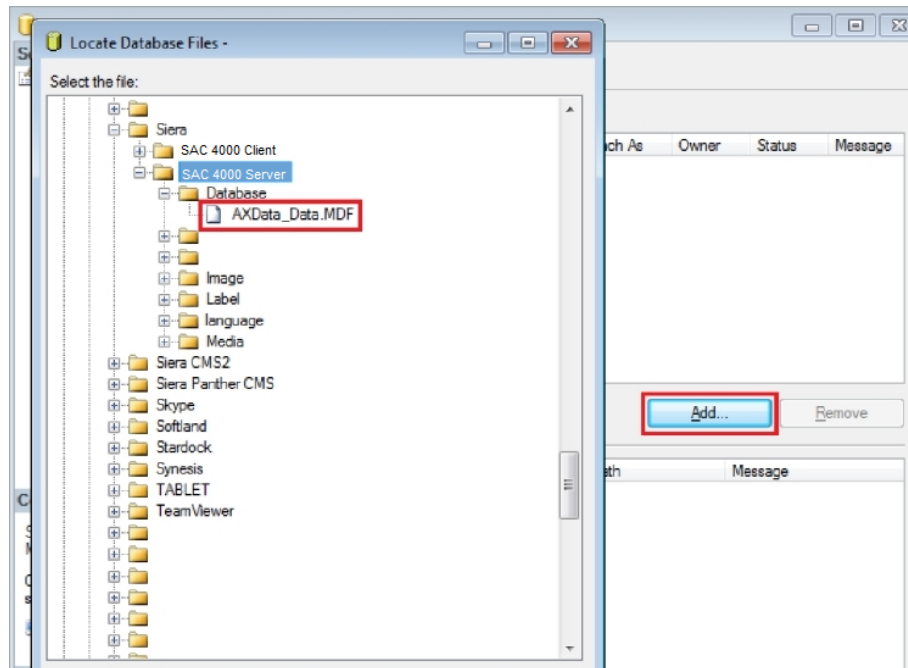 Locate Database Files -
Select the file:
Siera
SAC 4000 Client
SAC 4000 Server
Database
AXData_Data.MDF
Image
Label
language
Media
Siera CMS2
Siera Panther CMS
Skype
Softland
Stardock
Synesis
TABLET
TeamViewer
As Owner Status Message
Add... Remove
Message